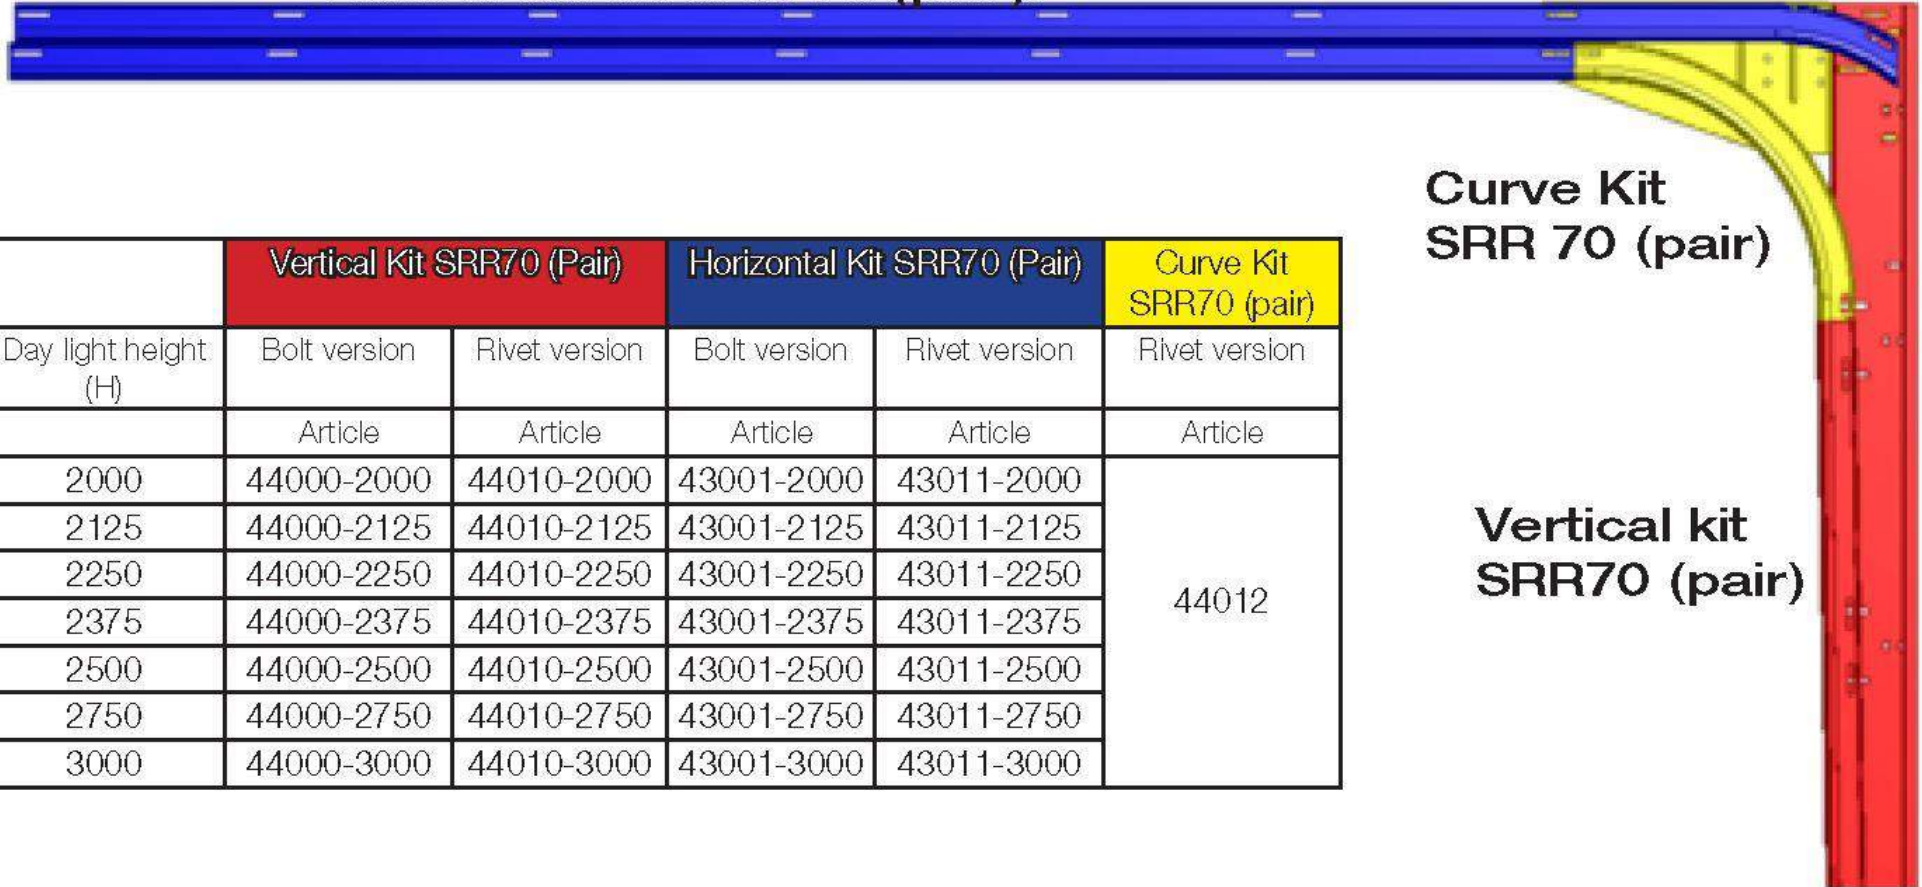 Curve Kit
SRR 70 (pair)
Vertical Kit SRR70 (Pair) Horizontal Kit SRR70 (Pair) Curve Kit
SRR70 (pair)
Day light height
(H) Bolt version Rivet version Bolt version Rivet version Rivet version
Article Article Article Article Article
2000 44000-2000 44010-2000 43001-2000 43011-2000
2125 44000-2125 44010-2125 43001-2125 43011-2125
2250 44000-2250 44010-2250 43001-2250 43011-2250
2375 44000-2375 44010-2375 43001-2375 43011-2375
44012
2500 44000-2500 44010-2500 43001-2500 43011-2500
2750 44000-2750 44010-2750 43001-2750 43011-2750
3000 44000-3000 44010-3000 43001-3000 43011-3000
Vertical kit
SRR70 (pair)